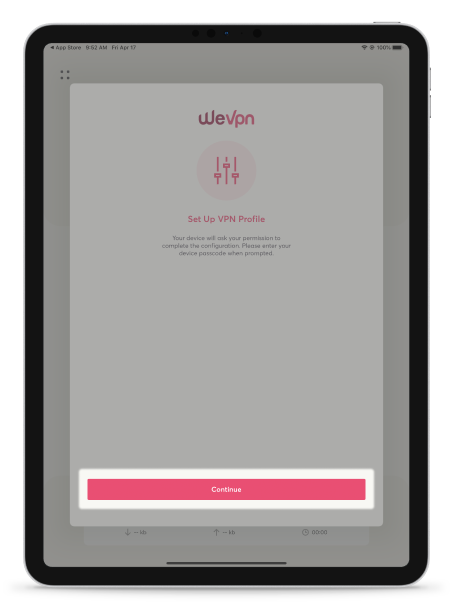 App Store 9:52 AM Fri Apr 17
100%
WeVpn
Set Up VPN Profile
Your device will ask your permission to
complete the configuration. Please enter your
device passcode when prompted.
Continue
-- kb
-- kb
00:00